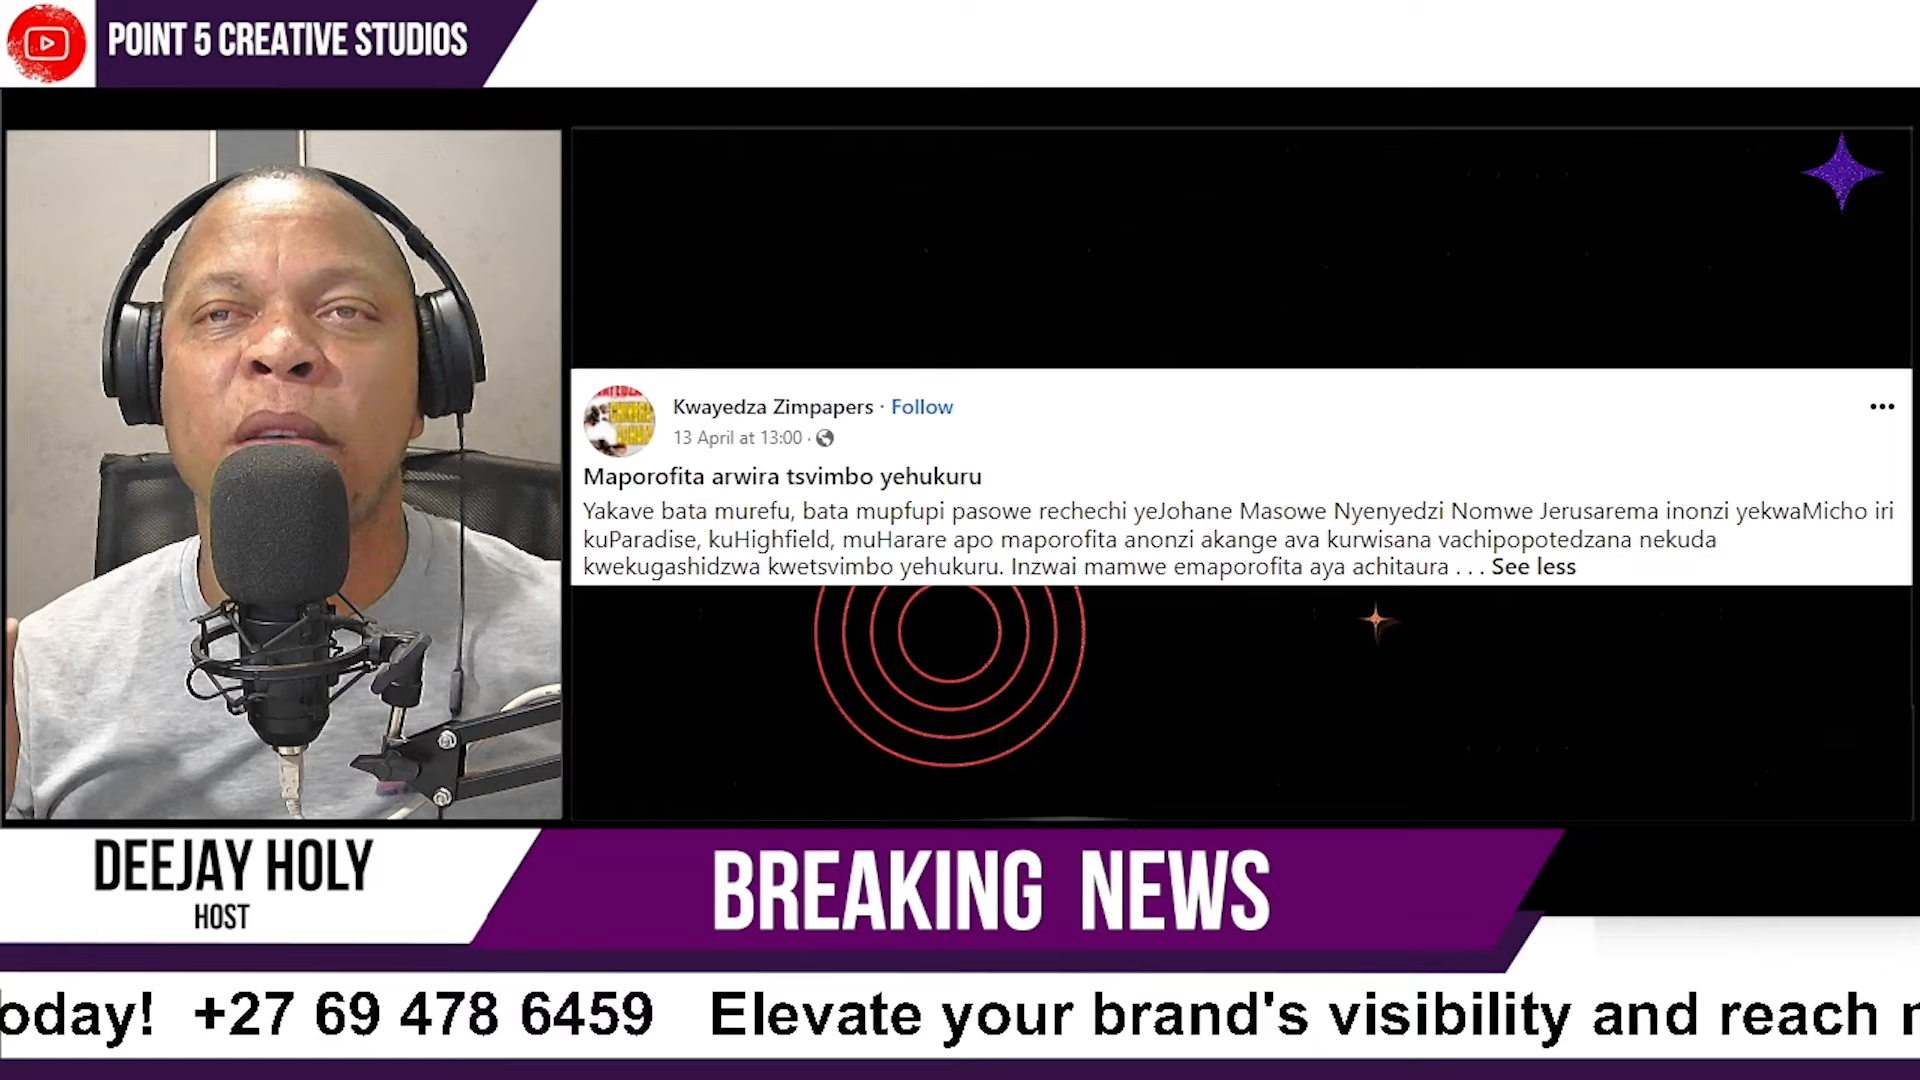 POINT 5 CREATIVE STUDIOS
Kwayedza Zimpapers · Follow
13 April at 13:00 ·
Maporofita arwira tsvimbo yehukuru
Yakave bata murefu, bata mupfupi pasowe rechechi yeJohane Masowe Nyenyedzi Nomwe Jerusarema inonzi yekwaMicho iri
kuParadise, kuHighfield, muHarare apo maporofita anonzi akange ava kurwisana vachipopotedzana nekuda
kwekugashidzwa kwetsvimbo yehukuru. Inzwai mamwe emaporofita aya achitaura . . . See less
DEEJAY HOLY
HOST
BREAKING NEWS
oday! +27 69 478 6459 Elevate your brand's visibility and reach